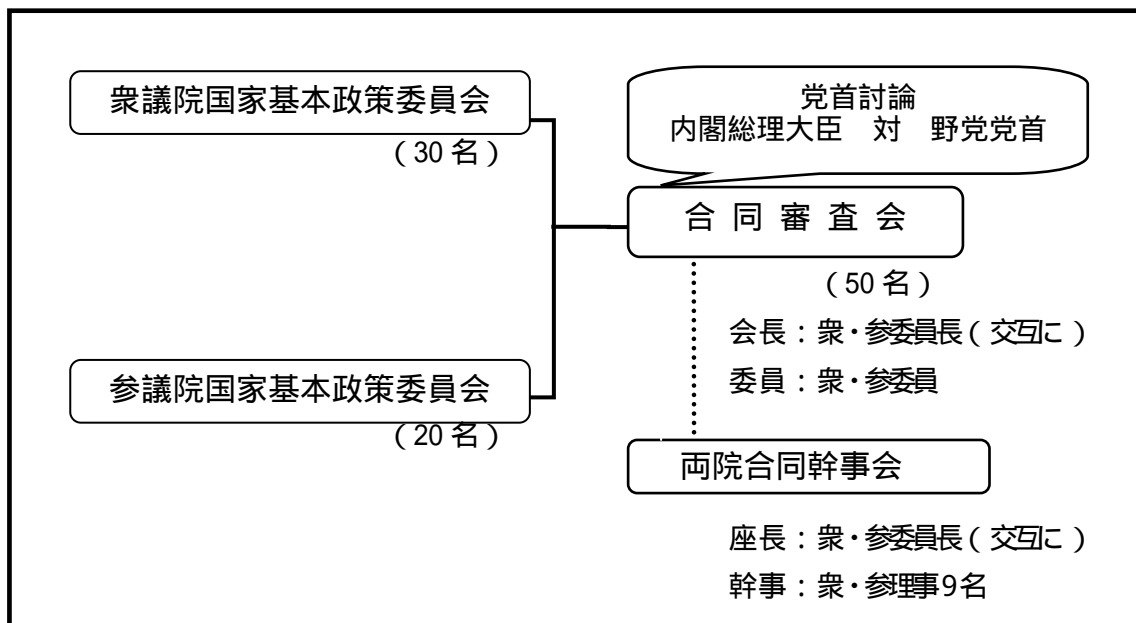 衆議院国家基本政策委員会
（30名）
党首討論
内閣総理大臣　対　野党党首
合 同 審 査 会
（50名）
会長：衆・参委員長（交互に）
委員：衆・参委員
参議院国家基本政策委員会
（20名）
両院合同幹事会
座長：衆・参委員長（交互に）
幹事：衆・参理事9名